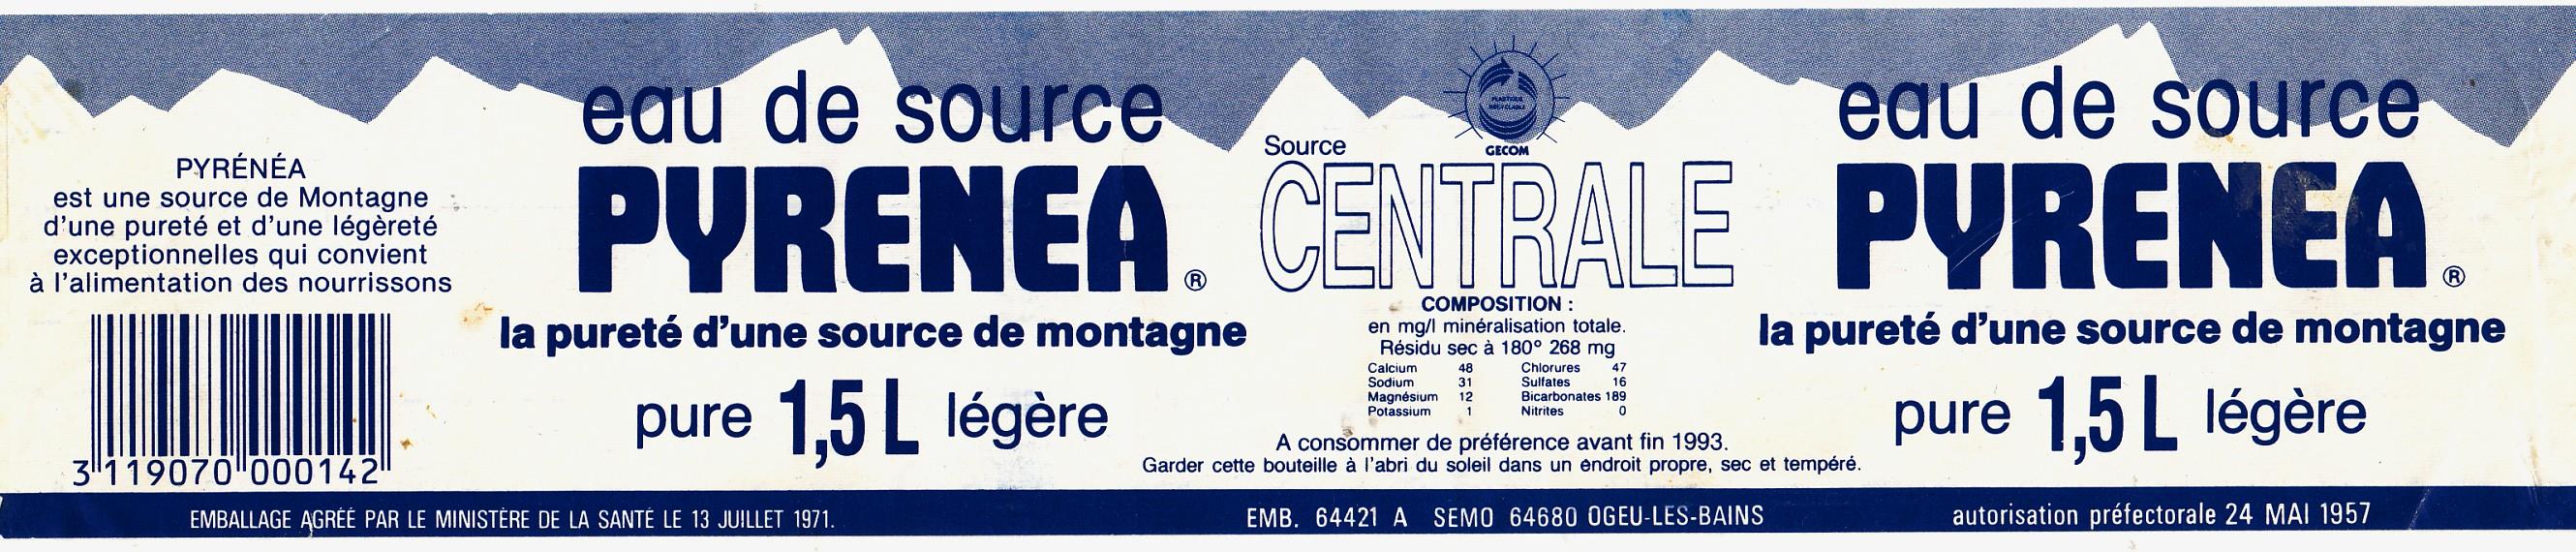 PYRÉNÉA
est une source de Montagne
d'une pureté et d'une légèreté
exceptionnelles qui convient
à l'alimentation des nourrissons
3 119070 000142
eau de source
PYRENEA ®
la pureté d'une source de montagne
pure 1,5 L légère
PLASTIQUE
RECYCLABLE
GECOM
Source
CENTRALE
COMPOSITION :
en mg/l minéralisation totale.
Résidu sec à 180° 268 mg
Calcium 48 Chlorures 47
Sodium 31 Sulfates 16
Magnésium 12 Bicarbonates 189
Potassium 1 Nitrites 0
A consommer de préférence avant fin 1993.
Garder cette bouteille à l'abri du soleil dans un endroit propre, sec et tempéré.
eau de source
PYRENEA ®
la pureté d'une source de montagne
pure 1,5 L légère
EMBALLAGE AGRÉÉ PAR LE MINISTÈRE DE LA SANTÉ LE 13 JUILLET 1971.
EMB. 64421 A SEMO 64680 OGEU-LES-BAINS
autorisation préfectorale 24 MAI 1957